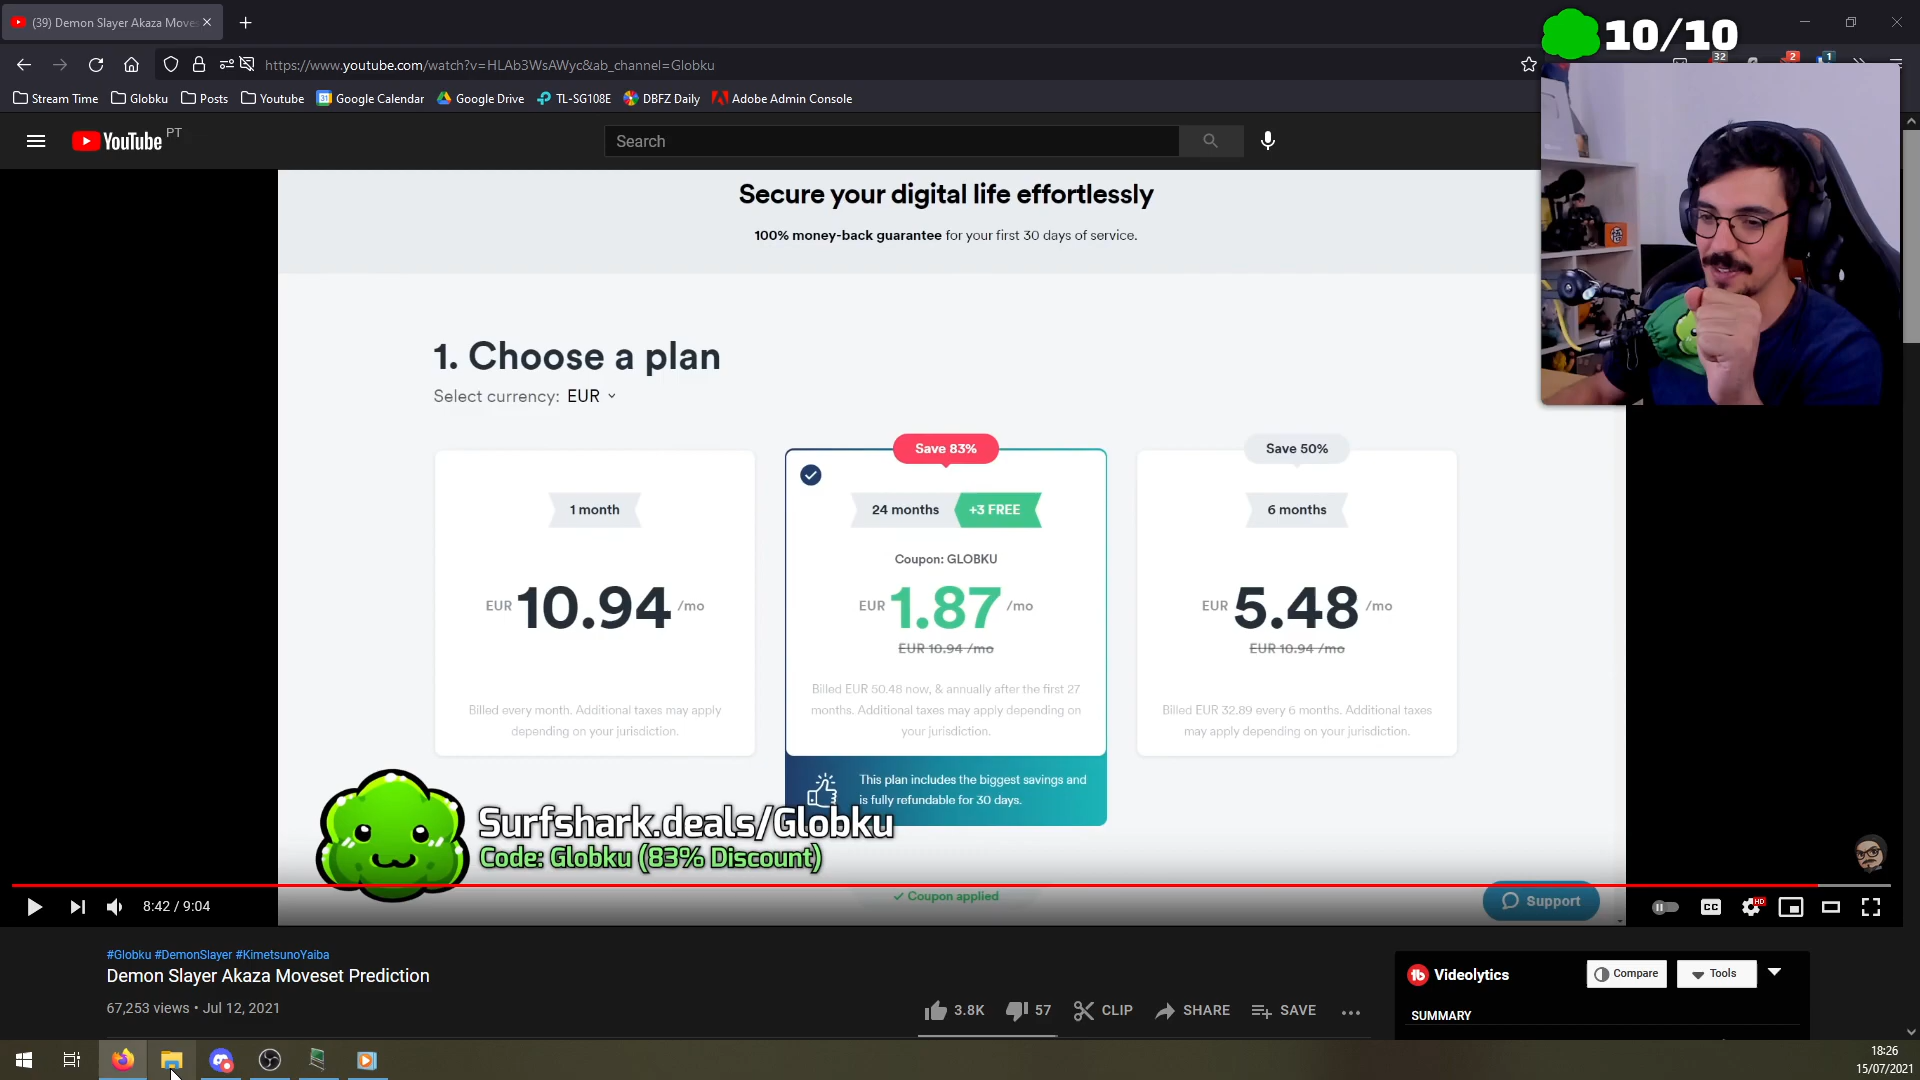 (39) Demon Slayer Akaza Moves
10/10
https://www.youtube.com/watch?v=HLAb3WsAWyc&ab_channel=Globku
32
2
1
Stream Time
Globku
Posts
Youtube
Google Calendar
Google Drive
TL-SG108E
DBFZ Daily
Adobe Admin Console
YouTube PT
Search
Secure your digital life effortlessly
100% money-back guarantee for your first 30 days of service.
1. Choose a plan
Select currency: EUR
1 month
EUR 10.94 /mo
Billed every month. Additional taxes may apply
depending on your jurisdiction.
Save 83%
24 months +3 FREE
Coupon: GLOBKU
EUR 1.87 /mo
EUR 10.94 /mo
Billed EUR 50.48 now, & annually after the first 27
months. Additional taxes may apply depending on
your jurisdiction.
This plan includes the biggest savings and
is fully refundable for 30 days.
Save 50%
6 months
EUR 5.48 /mo
EUR 10.94 /mo
Billed EUR 32.89 every 6 months. Additional taxes
may apply depending on your jurisdiction.
Surfshark.deals/Globku
Code: Globku (83% Discount)
✓ Coupon applied
Support
8:42 / 9:04
CC
HD
#Globku #DemonSlayer #KimetsunoYaiba
Demon Slayer Akaza Moveset Prediction
67,253 views • Jul 12, 2021
3.8K
57
CLIP
SHARE
SAVE
Videolytics
Compare
Tools
SUMMARY
18:26
15/07/2021